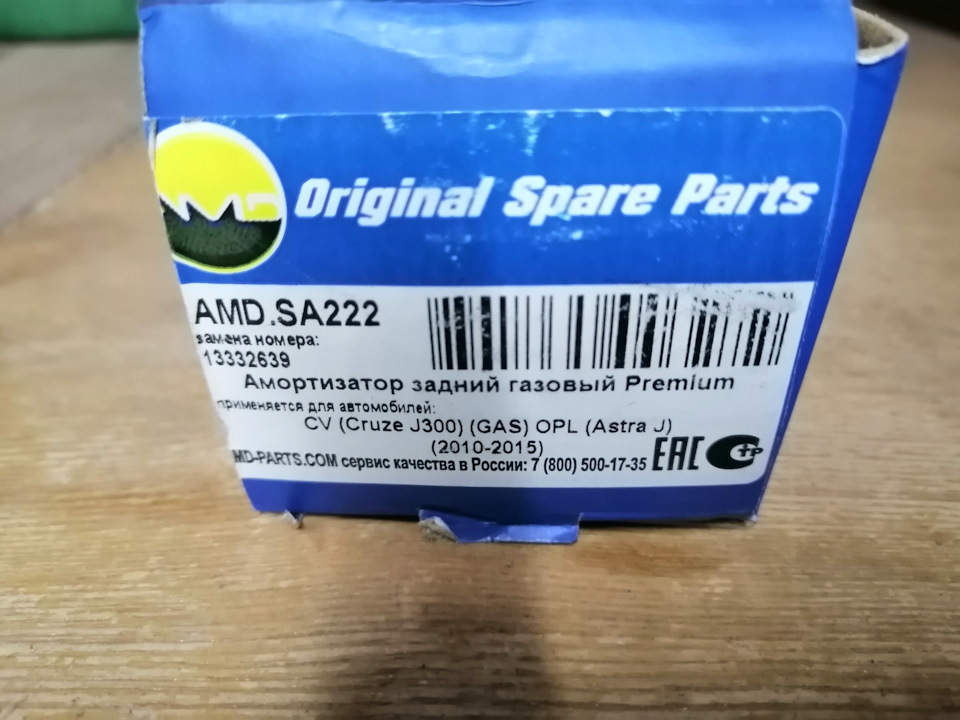 AMD
Original Spare Parts
AMD.SA222
замена номера:
13332639
Амортизатор задний газовый Premium
применяется для автомобилей:
CV (Cruze J300) (GAS) OPL (Astra J)
(2010-2015)
MD-PARTS.COM сервис качества в России: 7 (800) 500-17-35
EAC